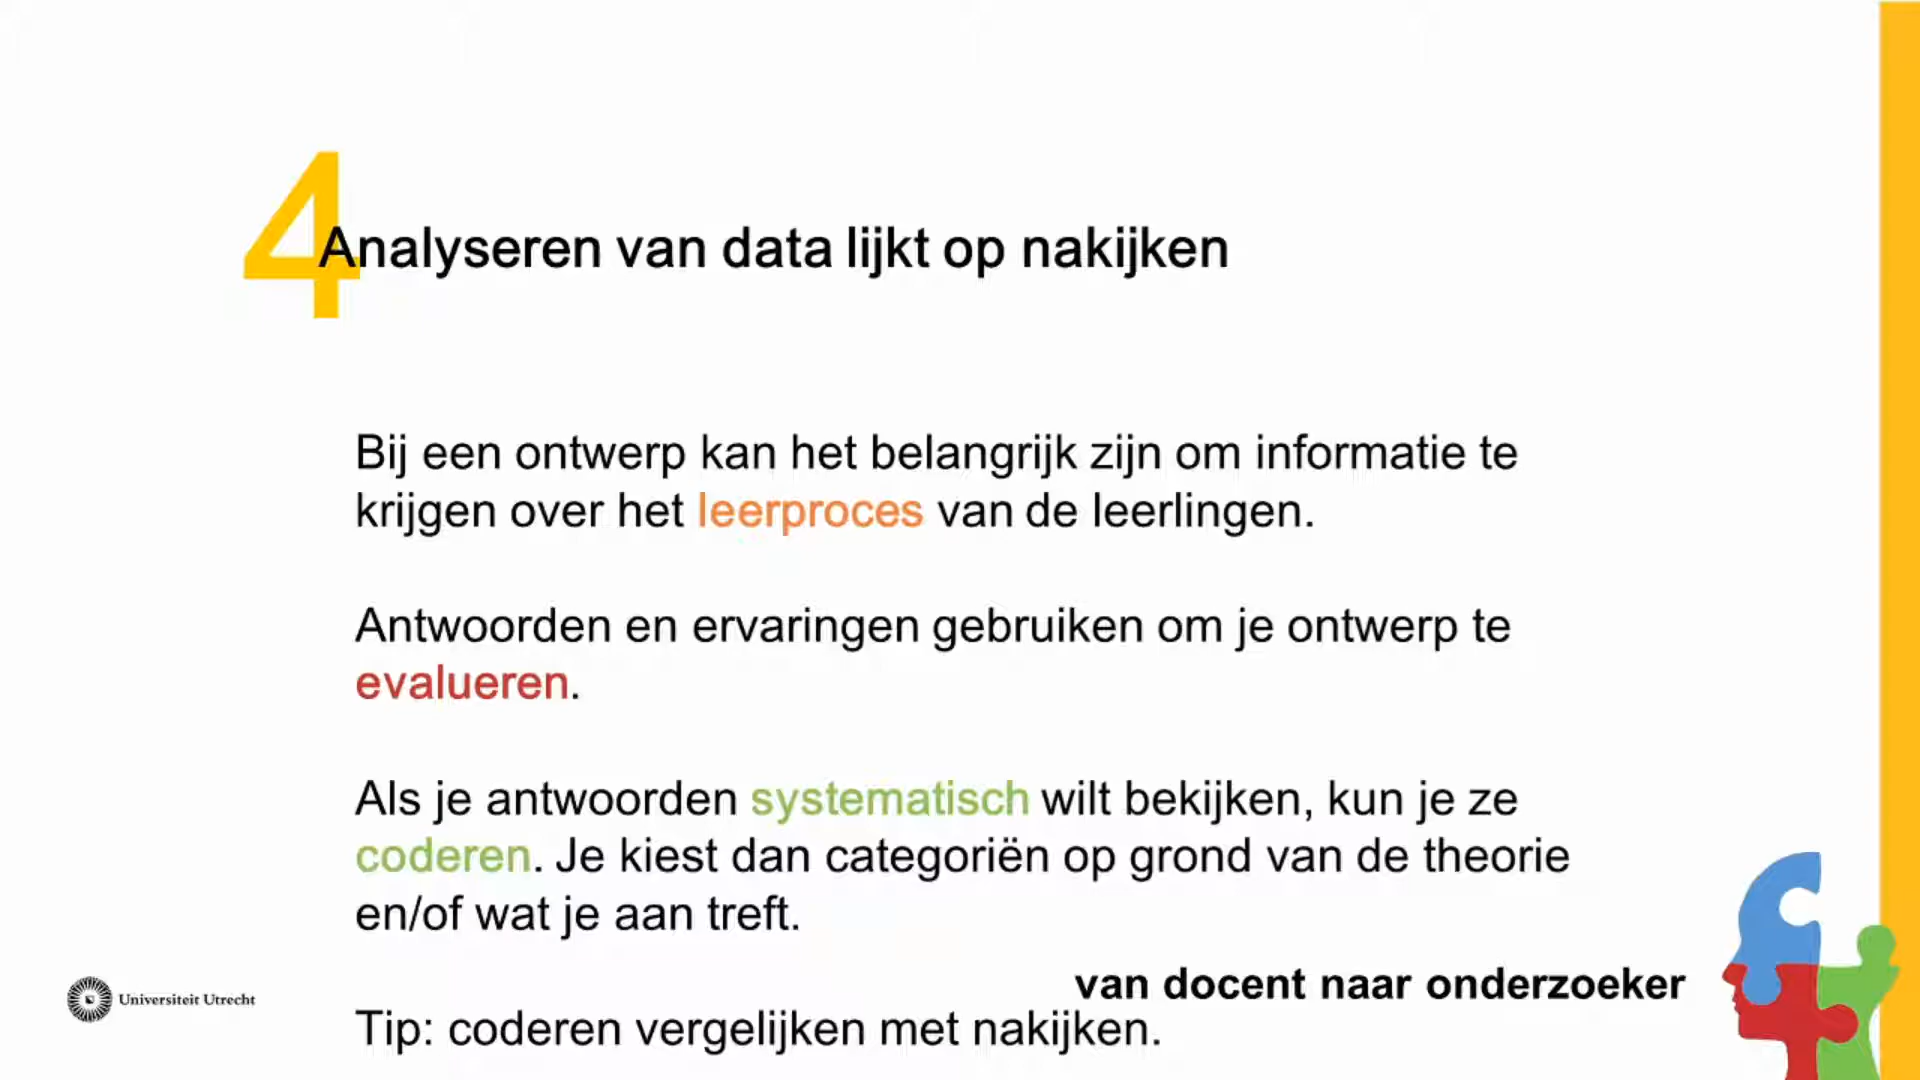 4
Analyseren van data lijkt op nakijken
Bij een ontwerp kan het belangrijk zijn om informatie te
krijgen over het leerproces van de leerlingen.
Antwoorden en ervaringen gebruiken om je ontwerp te
evalueren.
Als je antwoorden systematisch wilt bekijken, kun je ze
coderen. Je kiest dan categoriën op grond van de theorie
en/of wat je aan treft.
van docent naar onderzoeker
Universiteit Utrecht
Tip: coderen vergelijken met nakijken.